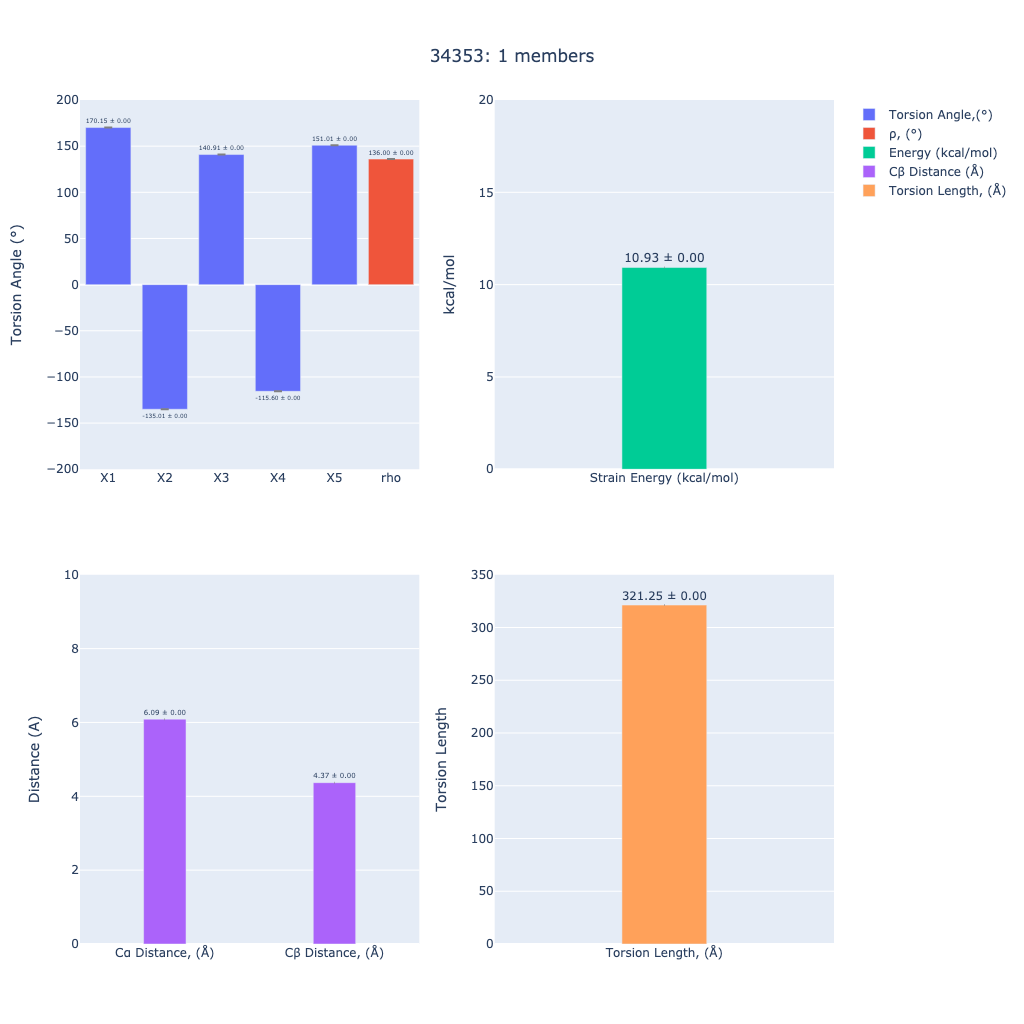 34353: 1 members
Torsion Angle (°)
200
150
100
50
0
−50
−100
−150
−200
170.15 ± 0.00
-135.01 ± 0.00
140.91 ± 0.00
-115.60 ± 0.00
151.01 ± 0.00
136.00 ± 0.00
X1 X2 X3 X4 X5 rho
kcal/mol
20
15
10
5
0
10.93 ± 0.00
Strain Energy (kcal/mol)
Torsion Angle,(°)
ρ, (°)
Energy (kcal/mol)
Cβ Distance (Å)
Torsion Length, (Å)
Distance (A)
10
8
6
4
2
0
6.09 ± 0.00
4.37 ± 0.00
Cα Distance, (Å) Cβ Distance, (Å)
Torsion Length
350
300
250
200
150
100
50
0
321.25 ± 0.00
Torsion Length, (Å)